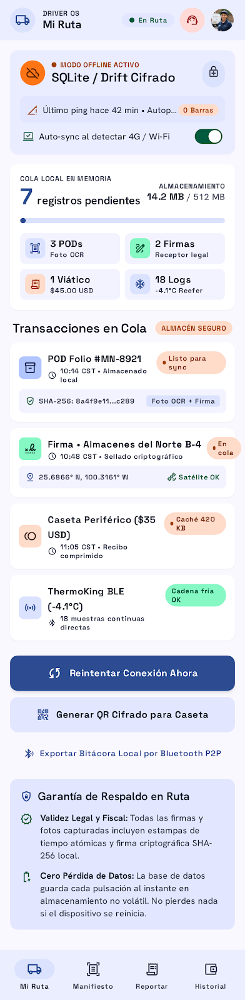 DRIVER OS
Mi Ruta
En Ruta
MODO OFFLINE ACTIVO
SQLite / Drift Cifrado
Último ping hace 42 min • Autop...
0 Barras
Auto-sync al detectar 4G / Wi-Fi
COLA LOCAL EN MEMORIA
7 registros pendientes
ALMACENAMIENTO
14.2 MB / 512 MB
3 PODs
Foto OCR
2 Firmas
Receptor legal
1 Viático
$45.00 USD
18 Logs
-4.1°C Reefer
Transacciones en Cola
ALMACÉN SEGURO
POD Folio #MN-8921
10:14 CST • Almacenado
local
Listo para
sync
SHA-256: 8a4f9e11...c289
Foto OCR + Firma
Firma • Almacenes del Norte B-4
10:48 CST • Sellado criptográfico
En
cola
25.6866° N, 100.3161° W
Satélite OK
Caseta Periférico ($35
USD)
11:05 CST • Recibo
comprimido
Caché 420
KB
ThermoKing BLE
(-4.1°C)
18 muestras continuas
directas
Cadena fría
OK
Reintentar Conexión Ahora
Generar QR Cifrado para Caseta
Exportar Bitácora Local por Bluetooth P2P
Garantía de Respaldo en Ruta
Validez Legal y Fiscal: Todas las firmas y
fotos capturadas incluyen estampas de
tiempo atómicas y firma criptográfica SHA-
256 local.
Cero Pérdida de Datos: La base de datos
guarda cada pulsación al instante en
almacenamiento no volátil. No pierdes nada
si el dispositivo se reinicia.
Mi Ruta
Manifiesto
Reportar
Historial